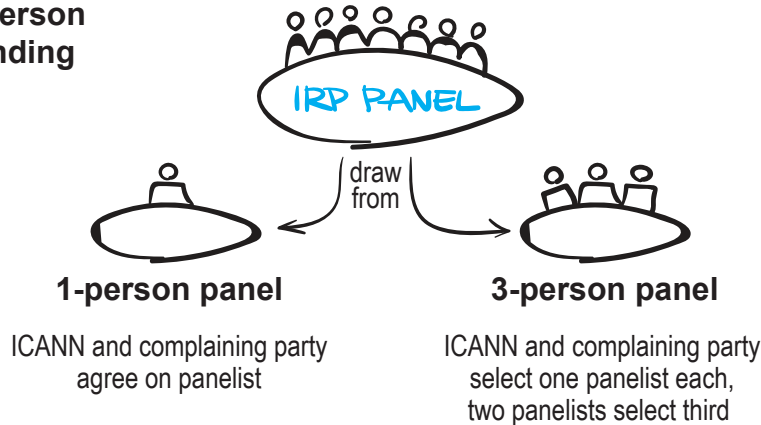 erson
nding
IRP PANEL
draw
from
1-person panel
3-person panel
ICANN and complaining party
agree on panelist
ICANN and complaining party
select one panelist each,
two panelists select third